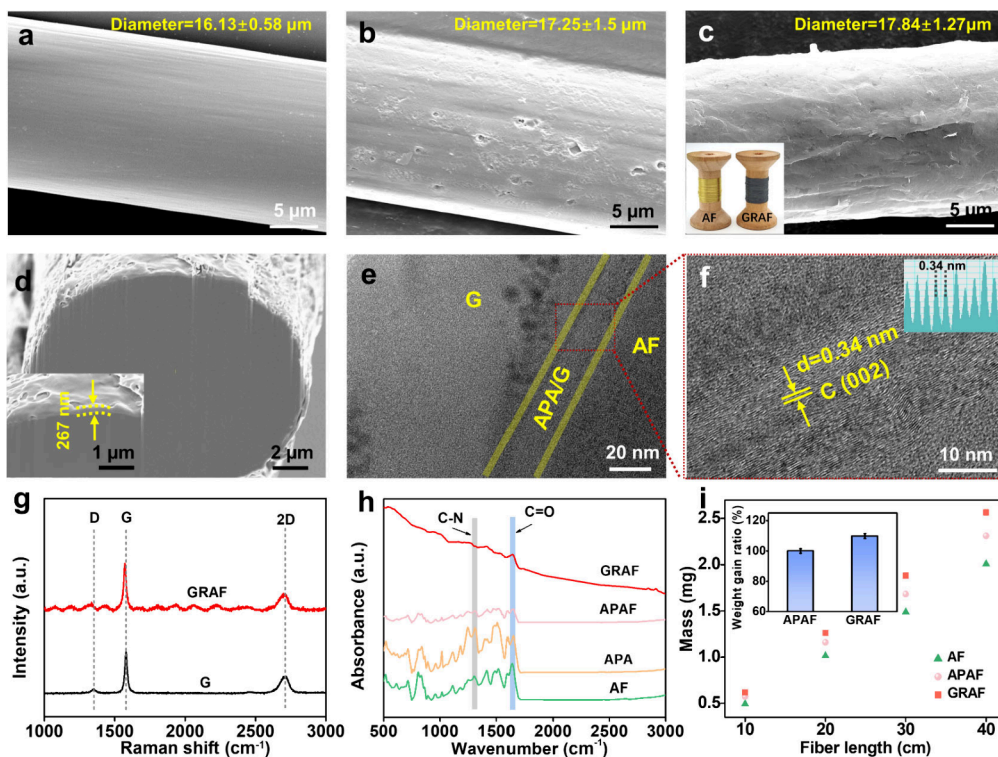 a
Diameter=16.13±0.58 μm
5 μm
b
Diameter=17.25±1.5 μm
5 μm
c
Diameter=17.84±1.27μm
AF
GRAF
5 μm
d
267 nm
1 μm
2 μm
e
G
APA/G
AF
20 nm
f
0.34 nm
d=0.34 nm
C (002)
10 nm
g
D
G
2D
GRAF
G
Intensity (a.u.)
1000
1500
2000
2500
3000
Raman shift (cm⁻¹)
h
C-N
C=O
GRAF
APAF
APA
AF
Absorbance (a.u.)
1000
1500
2000
2500
3000
Wavenumber (cm⁻¹)
i
Mass (mg)
2.5
2.0
1.5
1.0
0.5
Weight gain ratio (%)
140
120
100
80
60
APAF
GRAF
AF
APAF
GRAF
10
20
30
40
Fiber length (cm)